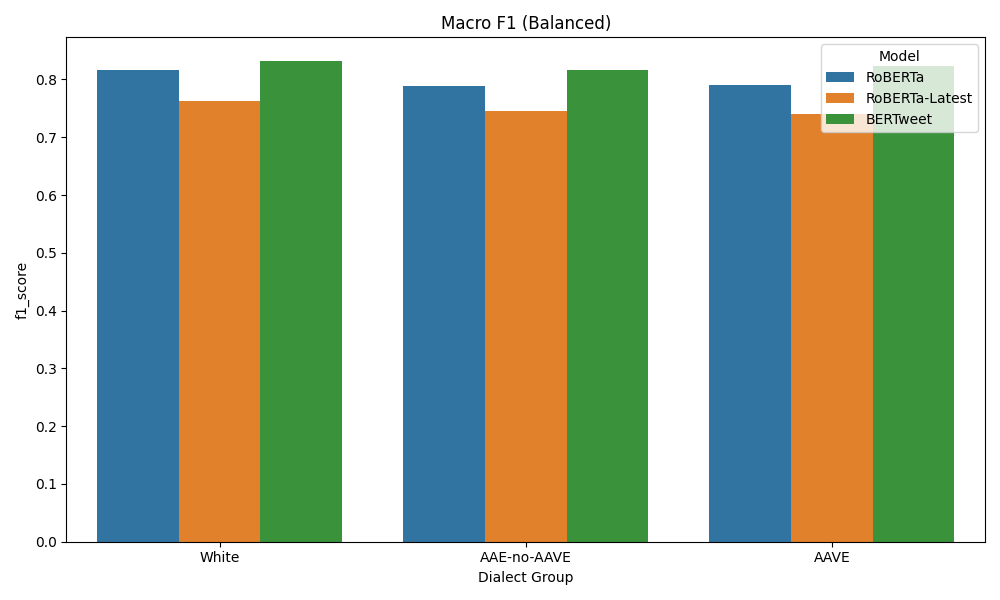 Macro F1 (Balanced)
Model
RoBERTa
RoBERTa-Latest
BERTweet
f1_score
0.8
0.7
0.6
0.5
0.4
0.3
0.2
0.1
0.0
White
AAE-no-AAVE
AAVE
Dialect Group